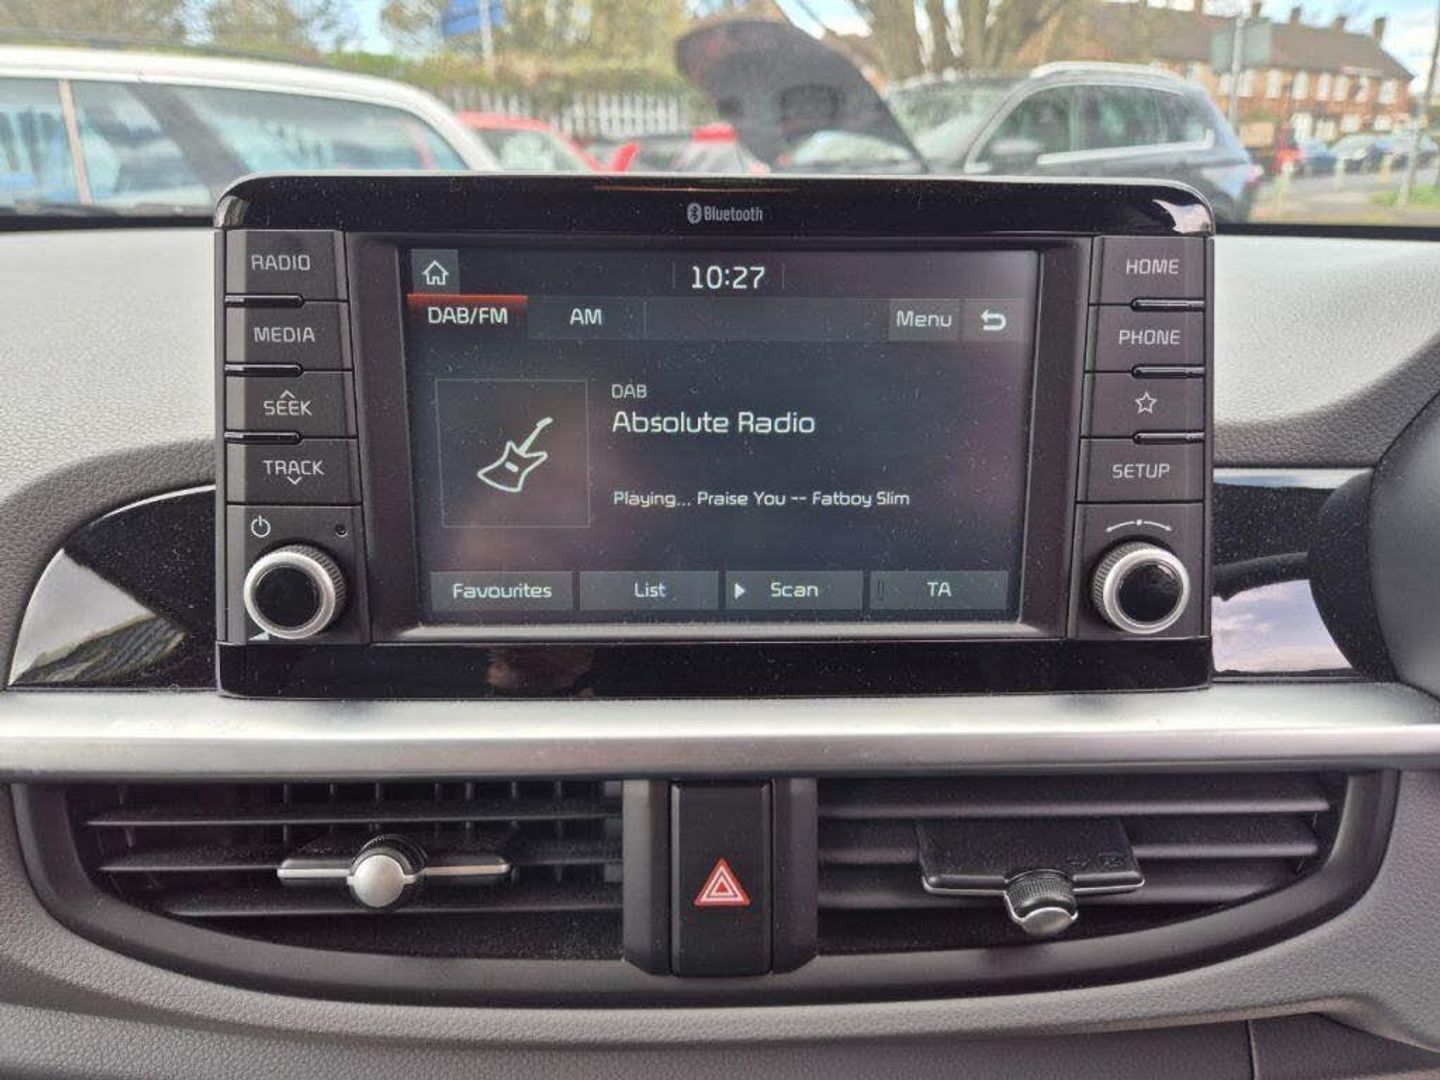 Bluetooth
RADIO
MEDIA
SEEK
TRACK
10:27
DAB/FM
AM
Menu
DAB
Absolute Radio
Playing... Praise You -- Fatboy Slim
Favourites
List
Scan
TA
HOME
PHONE
SETUP